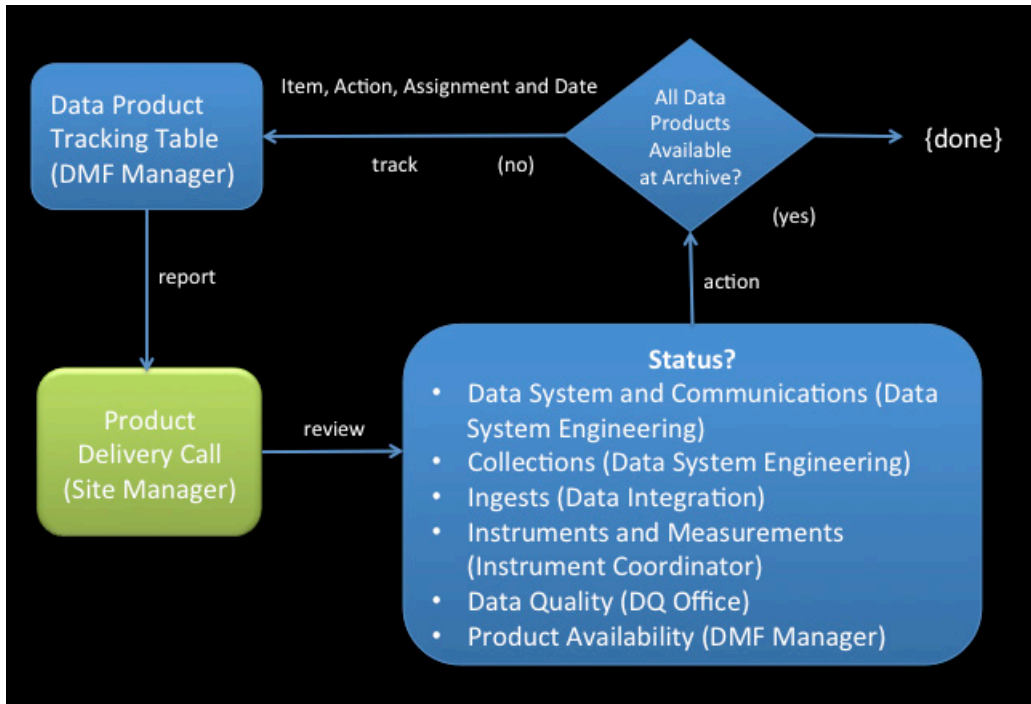 Item, Action, Assignment and Date
Data Product
Tracking Table
(DMF Manager)
All Data
Products
Available
at Archive?
{done}
track
(no)
(yes)
report
action
Product
Delivery Call
(Site Manager)
review
Status?
• Data System and Communications (Data
System Engineering)
• Collections (Data System Engineering)
• Ingests (Data Integration)
• Instruments and Measurements
(Instrument Coordinator)
• Data Quality (DQ Office)
• Product Availability (DMF Manager)